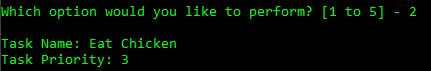 Which option would you like to perform? [1 to 5] - 2
Task Name: Eat Chicken
Task Priority: 3